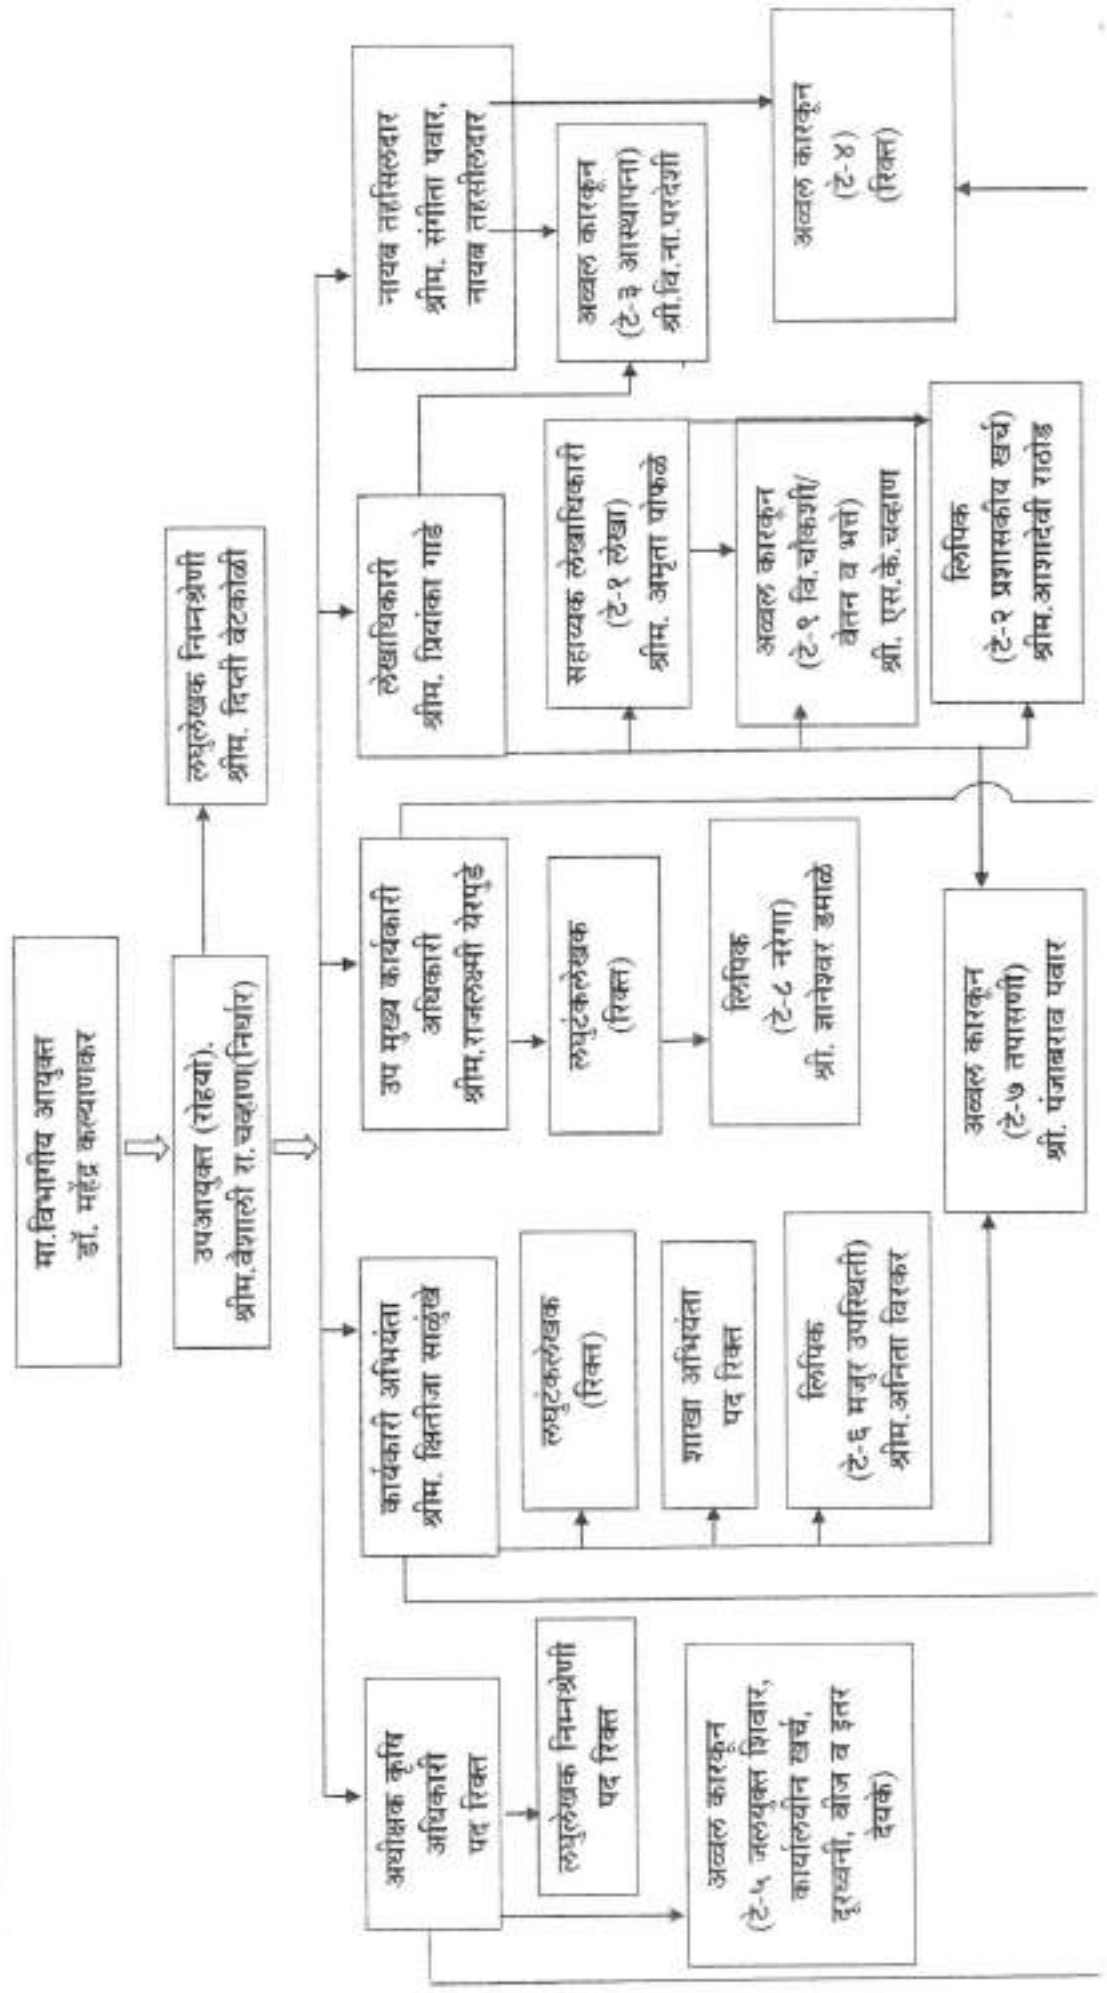 मा.विभागीय आयुक्त
डॉ. महेंद्र कल्याणकर
उपआयुक्त (रोहयो).
श्रीम.वैशाली रा.चव्हाण(निर्धार)
लघुलेखक निम्नश्रेणी
श्रीम. दिप्ती बेटकोळी
अधीक्षक कृषि
अधिकारी
पद रिक्त
लघुलेखक निम्नश्रेणी
पद रिक्त
अव्वल कारकून
(टे-५ जलयुक्त शिवार,
कार्यालयीन खर्च,
दूरध्वनी, वीज व इतर
देयके)
कार्यकारी अभियंता
श्रीम. क्षितीजा साळुंखे
लघुटंकलेखक
(रिक्त)
शाखा अभियंता
पद रिक्त
लिपिक
(टे-६ मजुर उपस्थिती)
श्रीम.अनिता विरकर
उप मुख्य कार्यकारी
अधिकारी
श्रीम.राजलक्ष्मी येरपुडे
लघुटंकलेखक
(रिक्त)
लिपिक
(टे-८ नरेगा)
श्री. ज्ञानेश्वर डमाळे
अव्वल कारकून
(टे-७ तपासणी)
श्री. पंजाबराव पवार
लेखाधिकारी
श्रीम. प्रियांका गाडे
सहाय्यक लेखाधिकारी
(टे-१ लेखा)
श्रीम. अमृता पोफळे
अव्वल कारकून
(टे-१ वि.चौकशी/
वेतन व भत्ते)
श्री. एस.के.चव्हाण
लिपिक
(टे-२ प्रशासकीय खर्च)
श्रीम.आशादेवी राठोड
नायब तहसिलदार
श्रीम. संगीता पवार,
नायब तहसीलदार
अव्वल कारकून
(टे-३ आस्थापना)
श्री.वि.ना.परदेशी
अव्वल कारकून
(टे-४)
(रिक्त)